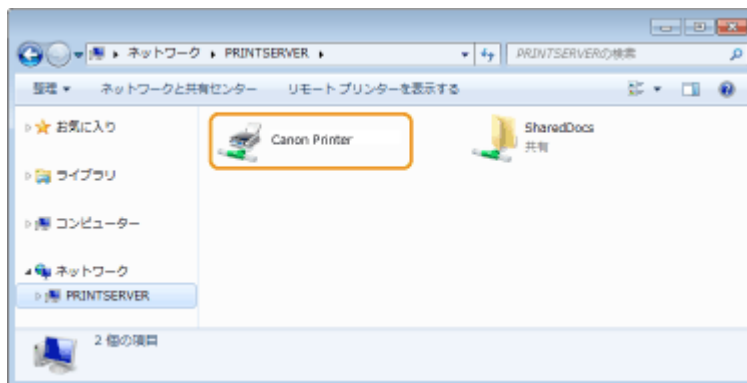 ネットワーク ▸ PRINTSERVER ▸
PRINTSERVERの検索
整理 ネットワークと共有センター リモート プリンターを表示する
お気に入り
ライブラリ
コンピューター
ネットワーク
PRINTSERVER
Canon Printer
SharedDocs
共有
2 個の項目